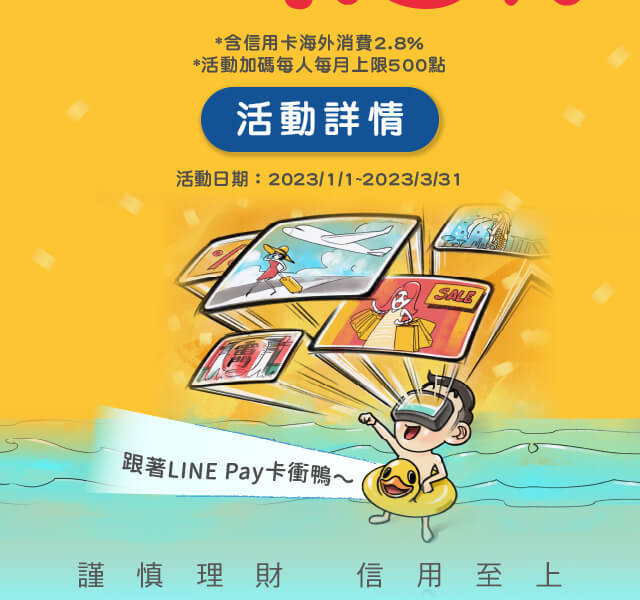 *含信用卡海外消費2.8%
*活動加碼每人每月上限500點
活動詳情
活動日期：2023/1/1~2023/3/31
SALE
跟著LINE Pay卡衝鴨～
謹慎理財 信用至上